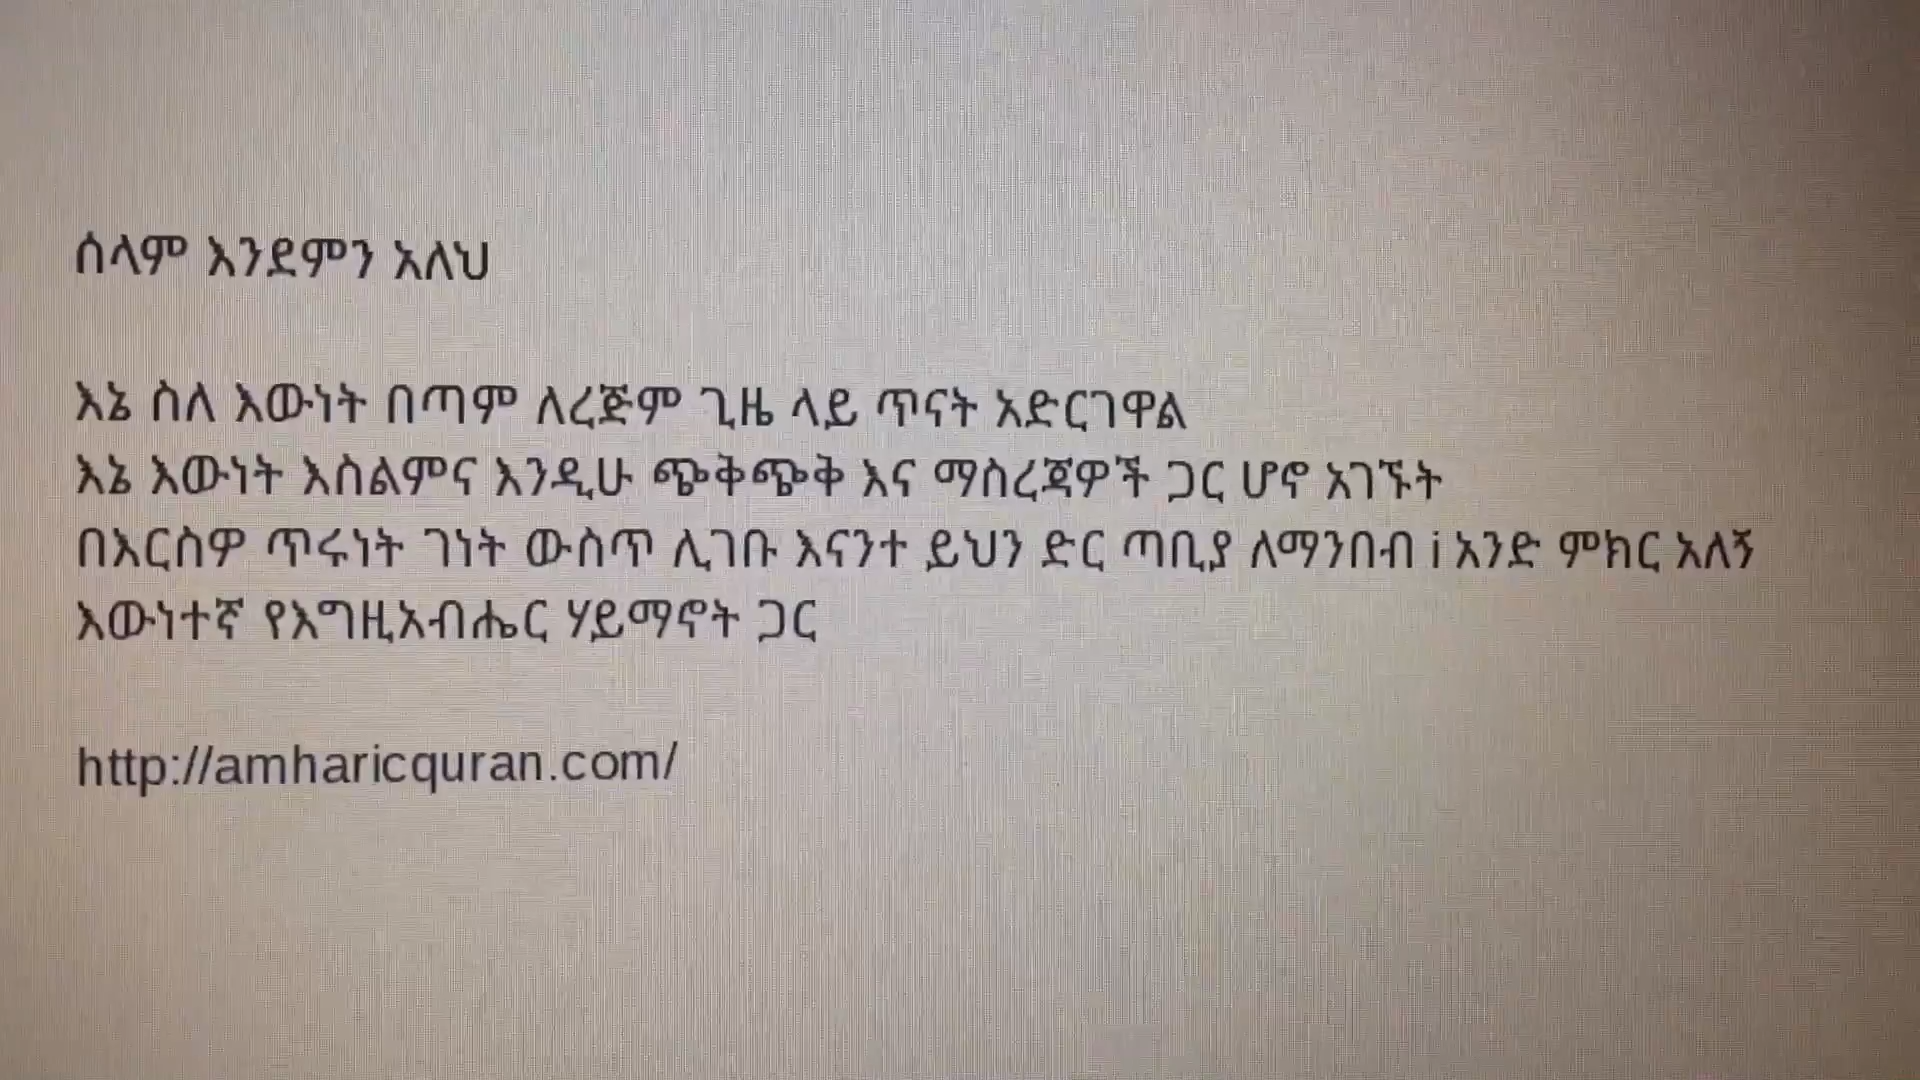 ሰላም እንደምን አለህ
እኔ ስለ እውነት በጣም ለረጅም ጊዜ ላይ ጥናት አድርገዋል
እኔ እውነት እስልምና እንዲሁ ጭቅጭቅ እና ማስረጃዎች ጋር ሆኖ አገኙት
በእርስዎ ጥሩነት ገነት ውስጥ ሊገቡ እናንተ ይህን ድር ጣቢያ ለማንበብ i አንድ ምክር አለኝ
እውነተኛ የእግዚአብሔር ሃይማኖት ጋር
http://amharicquran.com/